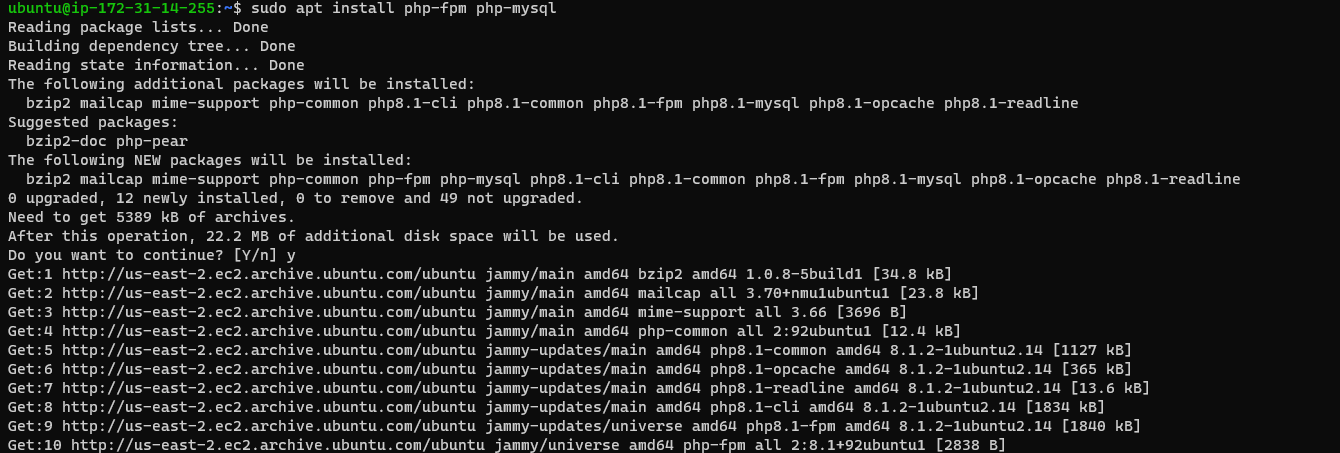 ubuntu@ip-172-31-14-255:~$ sudo apt install php-fpm php-mysql
Reading package lists... Done
Building dependency tree... Done
Reading state information... Done
The following additional packages will be installed:
  bzip2 mailcap mime-support php-common php8.1-cli php8.1-common php8.1-fpm php8.1-mysql php8.1-opcache php8.1-readline
Suggested packages:
  bzip2-doc php-pear
The following NEW packages will be installed:
  bzip2 mailcap mime-support php-common php-fpm php-mysql php8.1-cli php8.1-common php8.1-fpm php8.1-mysql php8.1-opcache php8.1-readline
0 upgraded, 12 newly installed, 0 to remove and 49 not upgraded.
Need to get 5389 kB of archives.
After this operation, 22.2 MB of additional disk space will be used.
Do you want to continue? [Y/n] y
Get:1 http://us-east-2.ec2.archive.ubuntu.com/ubuntu jammy/main amd64 bzip2 amd64 1.0.8-5build1 [34.8 kB]
Get:2 http://us-east-2.ec2.archive.ubuntu.com/ubuntu jammy/main amd64 mailcap all 3.70+nmu1ubuntu1 [23.8 kB]
Get:3 http://us-east-2.ec2.archive.ubuntu.com/ubuntu jammy/main amd64 mime-support all 3.66 [3696 B]
Get:4 http://us-east-2.ec2.archive.ubuntu.com/ubuntu jammy/main amd64 php-common all 2:92ubuntu1 [12.4 kB]
Get:5 http://us-east-2.ec2.archive.ubuntu.com/ubuntu jammy-updates/main amd64 php8.1-common amd64 8.1.2-1ubuntu2.14 [1127 kB]
Get:6 http://us-east-2.ec2.archive.ubuntu.com/ubuntu jammy-updates/main amd64 php8.1-opcache amd64 8.1.2-1ubuntu2.14 [365 kB]
Get:7 http://us-east-2.ec2.archive.ubuntu.com/ubuntu jammy-updates/main amd64 php8.1-readline amd64 8.1.2-1ubuntu2.14 [13.6 kB]
Get:8 http://us-east-2.ec2.archive.ubuntu.com/ubuntu jammy-updates/main amd64 php8.1-cli amd64 8.1.2-1ubuntu2.14 [1834 kB]
Get:9 http://us-east-2.ec2.archive.ubuntu.com/ubuntu jammy-updates/universe amd64 php8.1-fpm amd64 8.1.2-1ubuntu2.14 [1840 kB]
Get:10 http://us-east-2.ec2.archive.ubuntu.com/ubuntu jammy/universe amd64 php-fpm all 2:8.1+92ubuntu1 [2838 B]